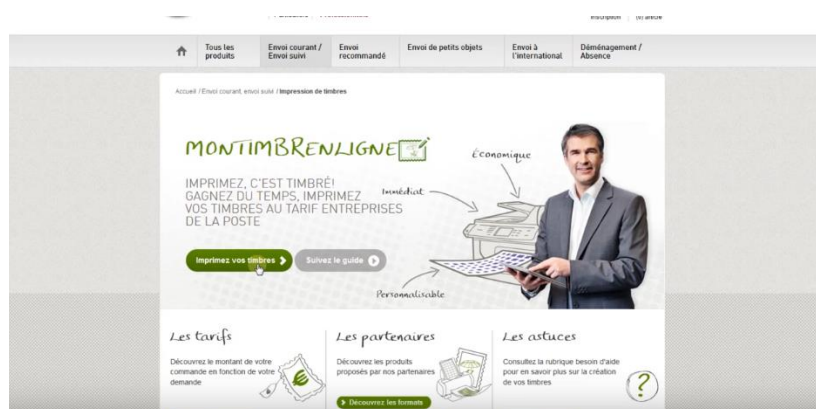 Tous les
produits
Envoi courant /
Envoi suivi
Envoi
recommandé
Envoi de petits objets
Envoi à
l'international
Déménagement /
Absence
Accueil / Envoi courant, envoi suivi / Impression de timbres
MONTIMBRENLIGNE
IMPRIMEZ, C'EST TIMBRÉ!
GAGNEZ DU TEMPS, IMPRIMEZ
VOS TIMBRES AU TARIF ENTREPRISES
DE LA POSTE
Économique
Immédiat
Personnalisable
Imprimez vos timbres
Suivez le guide
Les tarifs
Découvrez le montant de votre
commande en fonction de votre
demande
Les partenaires
Découvrez les produits
proposés par nos partenaires
Découvrez les formats
Les astuces
Consultez la rubrique besoin d'aide
pour en savoir plus sur la création
de vos timbres